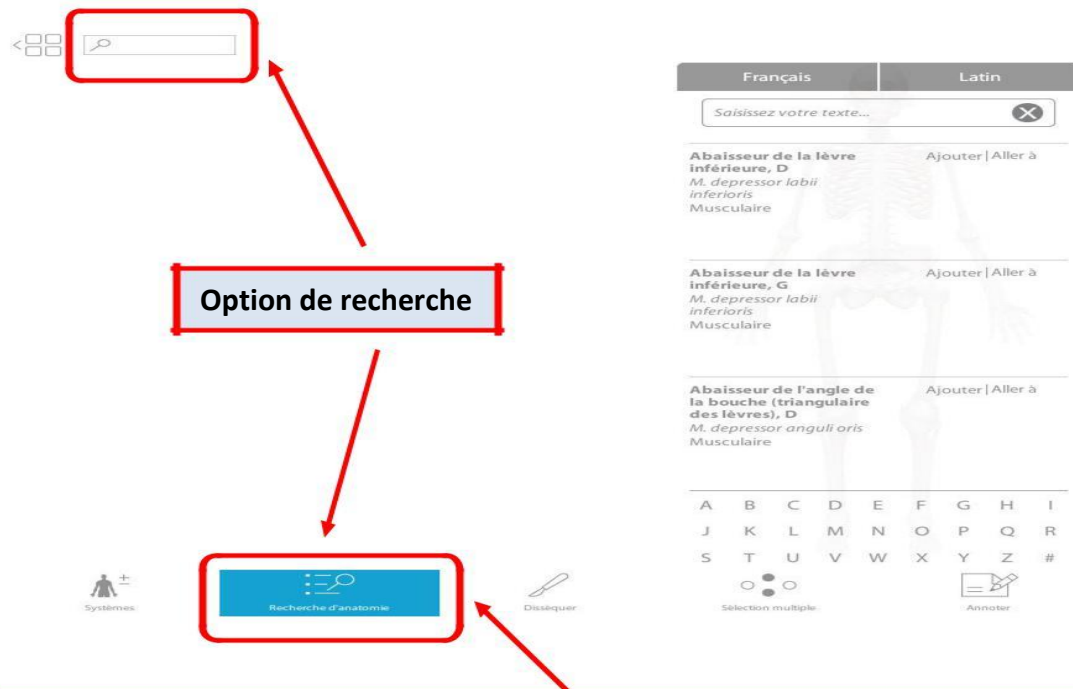 Français Latin
Saisissez votre texte...
Abaisseur de la lèvre Ajouter | Aller à
inférieure, D
M. depressor labii
inferioris
Musculaire
Option de recherche
Abaisseur de la lèvre Ajouter | Aller à
inférieure, G
M. depressor labii
inferioris
Musculaire
Abaisseur de l'angle de Ajouter | Aller à
la bouche (triangulaire
des lèvres), D
M. depressor anguli oris
Musculaire
A B C D E F G H I
J K L M N O P Q R
S T U V W X Y Z #
Systèmes Recherche d'anatomie Disséquer Sélection multiple Annoter